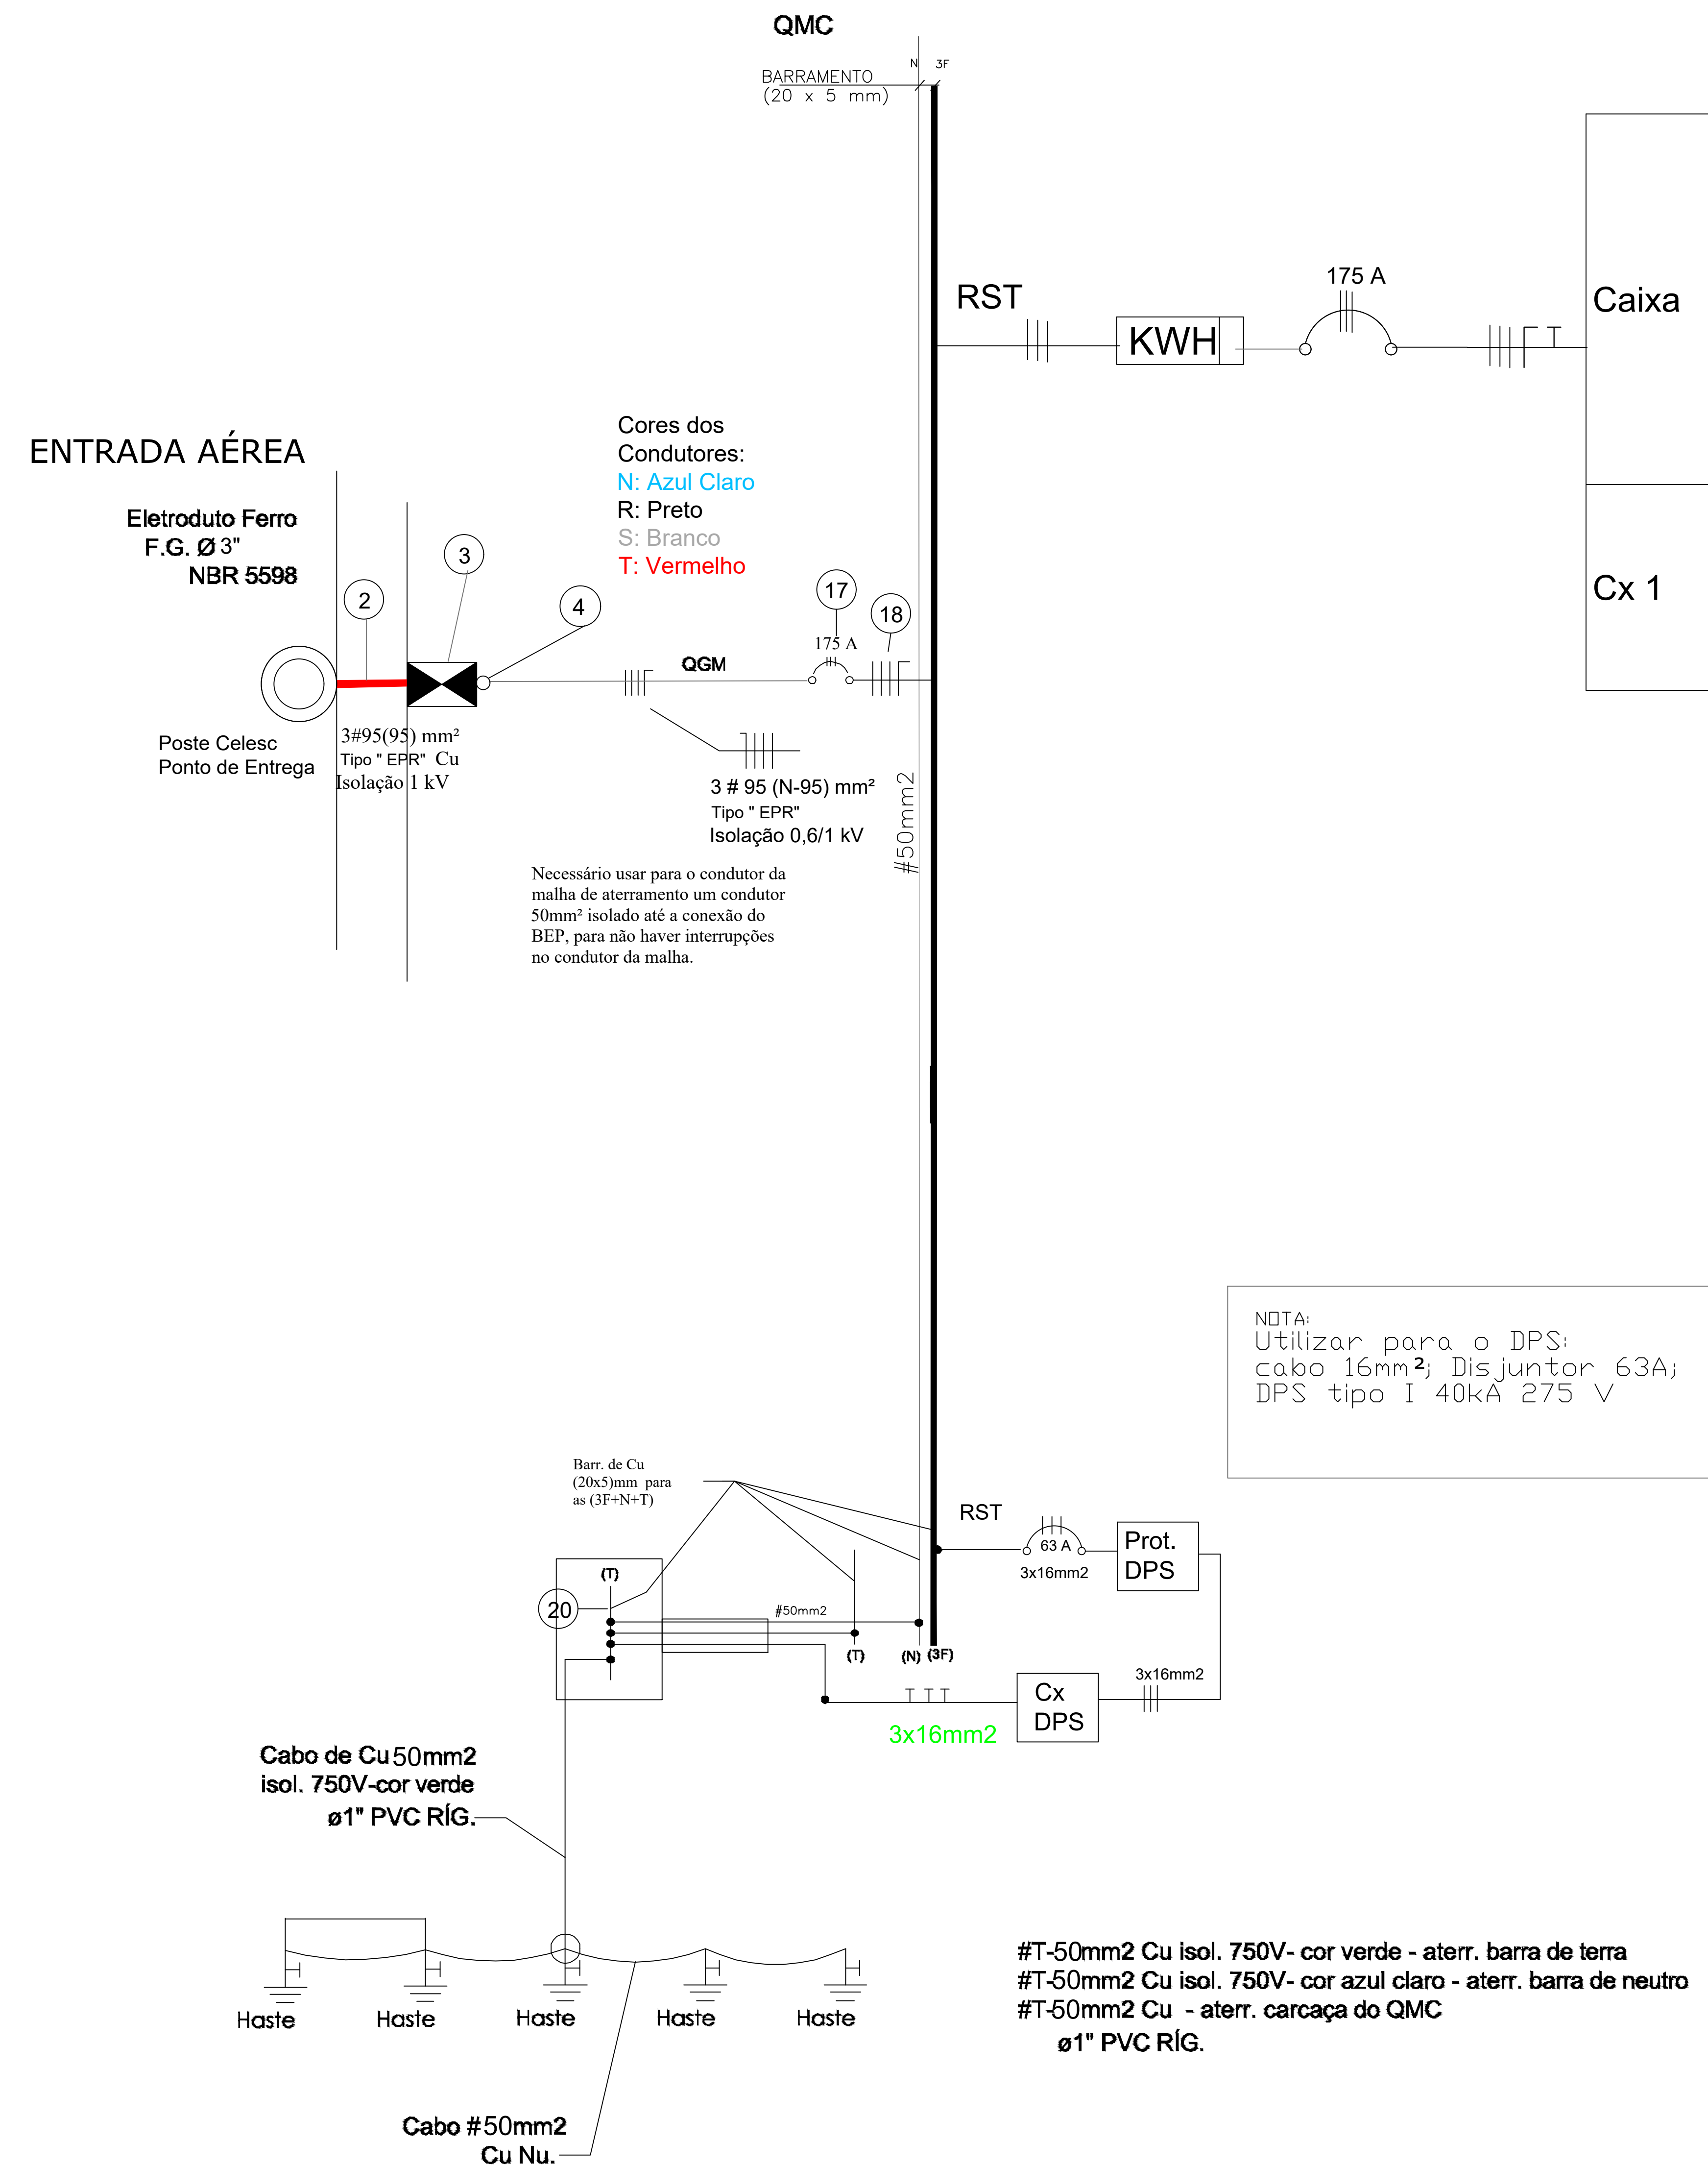 QMC
N 3F
BARRAMENTO
(20 x 5 mm)
RST
KWH
175 A
Caixa
Cx 1
ENTRADA AÉREA
Eletroduto Ferro
F.G. Ø 3"
NBR 5598
Cores dos
Condutores:
N: Azul Claro
R: Preto
S: Branco
T: Vermelho
2
3
4
17
18
175 A
QGM
Poste Celesc
Ponto de Entrega
3#95(95) mm²
Tipo " EPR" Cu
Isolação 1 kV
3 # 95 (N-95) mm²
Tipo " EPR"
Isolação 0,6/1 kV
#50mm2
Necessário usar para o condutor da
malha de aterramento um condutor
50mm² isolado até a conexão do
BEP, para não haver interrupções
no condutor da malha.
NOTA:
Utilizar para o DPS:
cabo 16mm²; Disjuntor 63A;
DPS tipo I 40kA 275 V
Barr. de Cu
(20x5)mm para
as (3F+N+T)
RST
63 A
3x16mm2
Prot.
DPS
(T)
20
#50mm2
(T)
(N) (3F)
3x16mm2
Cx
DPS
3x16mm2
Cabo de Cu 50mm2
isol. 750V-cor verde
ø1" PVC RÍG.
Haste
Haste
Haste
Haste
Haste
#T-50mm2 Cu isol. 750V- cor verde - aterr. barra de terra
#T-50mm2 Cu isol. 750V- cor azul claro - aterr. barra de neutro
#T-50mm2 Cu - aterr. carcaça do QMC
ø1" PVC RÍG.
Cabo #50mm2
Cu Nu.